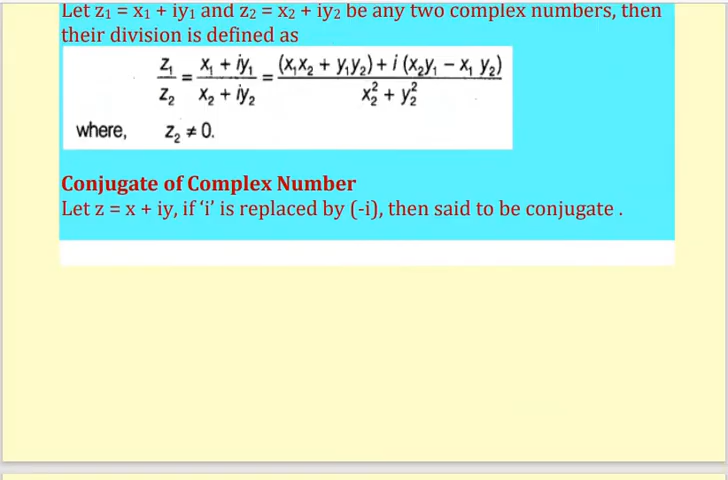 Let z₁ = x₁ + iy₁ and z₂ = x₂ + iy₂ be any two complex numbers, then
their division is defined as
z₁/z₂ = (x₁ + iy₁)/(x₂ + iy₂) = ((x₁x₂ + y₁y₂) + i (x₂y₁ – x₁ y₂))/(x₂² + y₂²)
where, z₂ ≠ 0.
Conjugate of Complex Number
Let z = x + iy, if ‘i’ is replaced by (-i), then said to be conjugate .